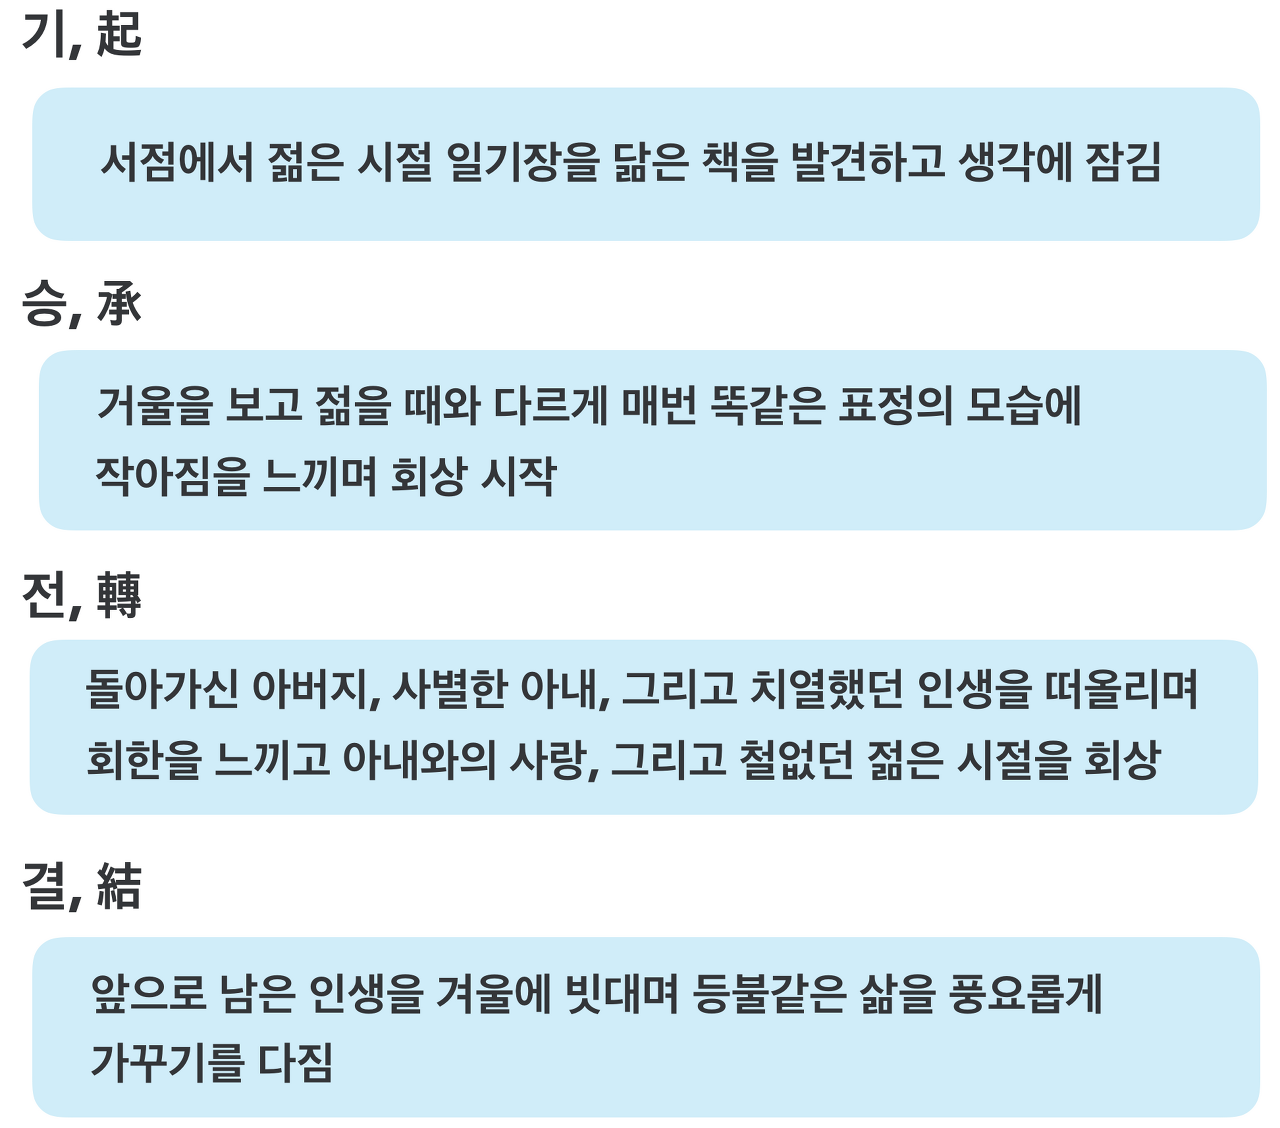 기, 起
서점에서 젊은 시절 일기장을 닮은 책을 발견하고 생각에 잠김
승, 承
거울을 보고 젊을 때와 다르게 매번 똑같은 표정의 모습에
작아짐을 느끼며 회상 시작
전, 轉
돌아가신 아버지, 사별한 아내, 그리고 치열했던 인생을 떠올리며
회한을 느끼고 아내와의 사랑, 그리고 철없던 젊은 시절을 회상
결, 結
앞으로 남은 인생을 겨울에 빗대며 등불같은 삶을 풍요롭게
가꾸기를 다짐